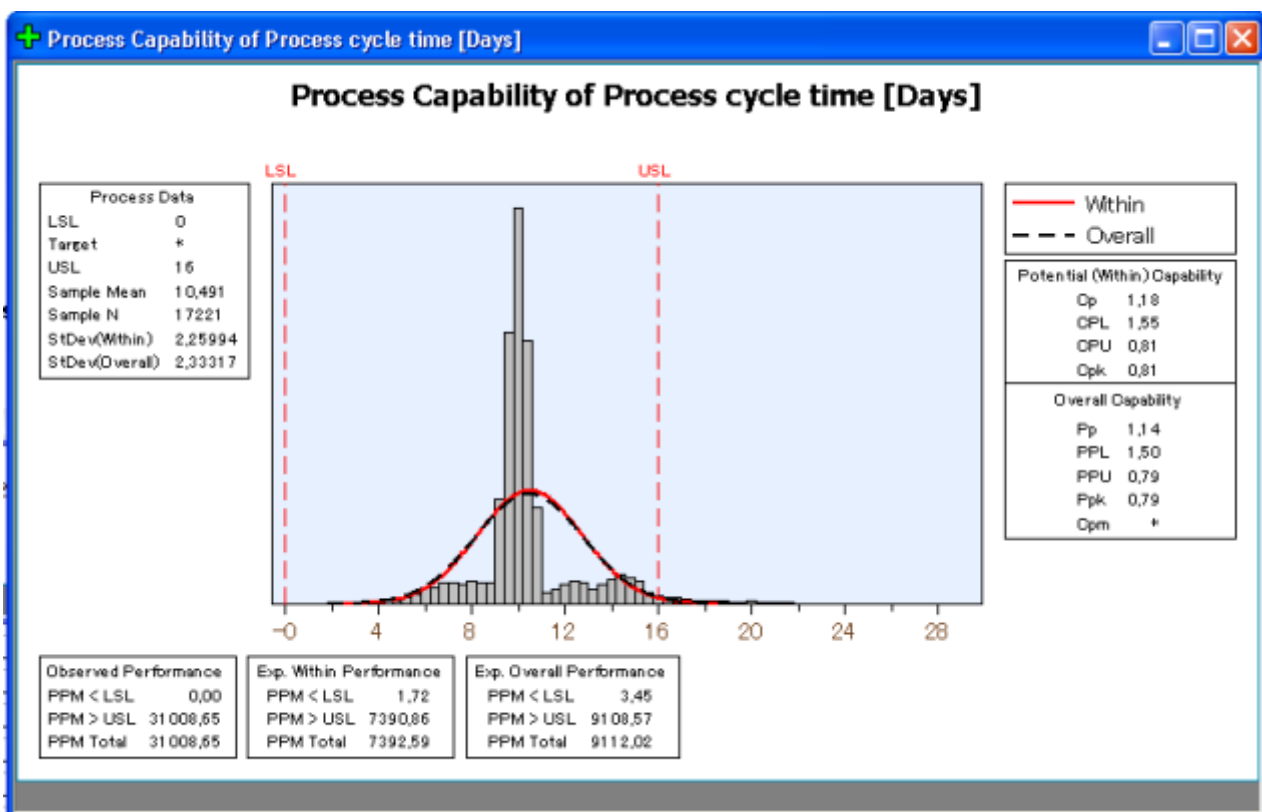 Process Capability of Process cycle time [Days]
Process Capability of Process cycle time [Days]
LSL
USL
Process Data
LSL 0
Target *
USL 16
Sample Mean 10,491
Sample N 17221
StDev(Within) 2,25994
StDev(Overall) 2,33317
Within
Overall
Potential (Within) Capability
Cp 1,18
CPL 1,55
CPU 0,81
Cpk 0,81
Overall Capability
Pp 1,14
PPL 1,50
PPU 0,79
Ppk 0,79
Cpm *
-0 4 8 12 16 20 24 28
Observed Performance
PPM < LSL 0,00
PPM > USL 31008,65
PPM Total 31008,65
Exp. Within Performance
PPM < LSL 1,72
PPM > USL 7390,86
PPM Total 7392,59
Exp. Overall Performance
PPM < LSL 3,45
PPM > USL 9108,57
PPM Total 9112,02